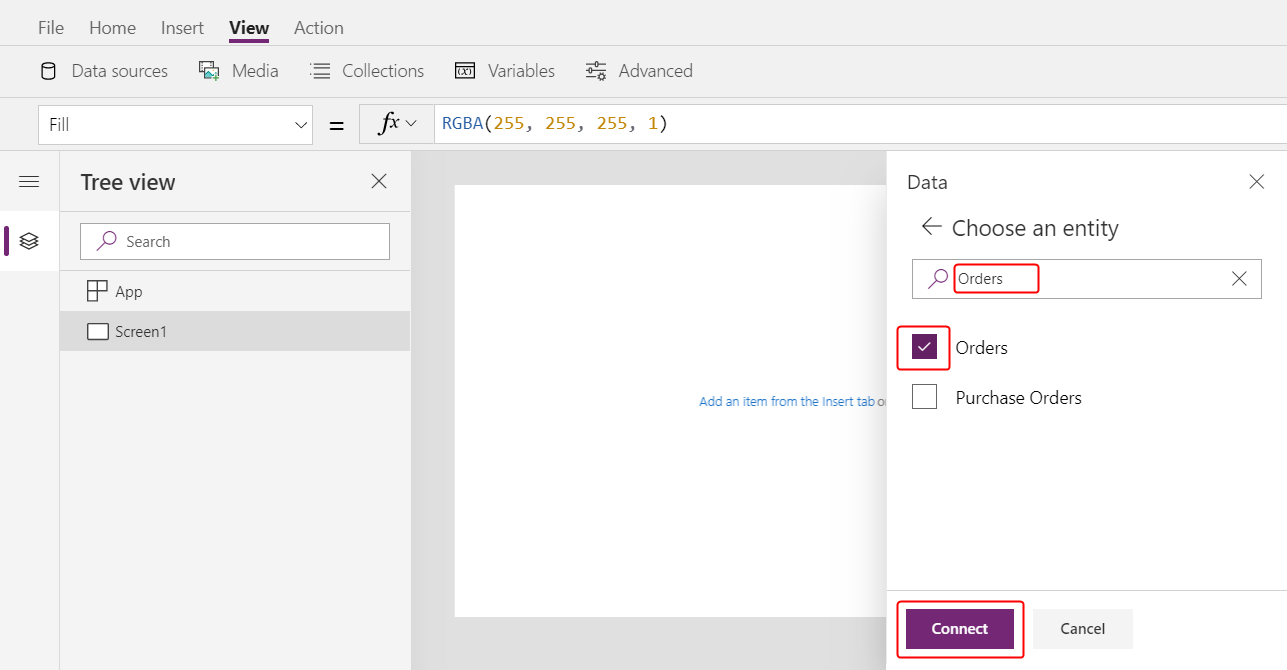 File Home Insert View Action
Data sources Media Collections Variables Advanced
Fill = fx RGBA(255, 255, 255, 1)
Tree view
Search
App
Screen1
Add an item from the Insert tab or
Data
Choose an entity
Orders
Orders
Purchase Orders
Connect Cancel